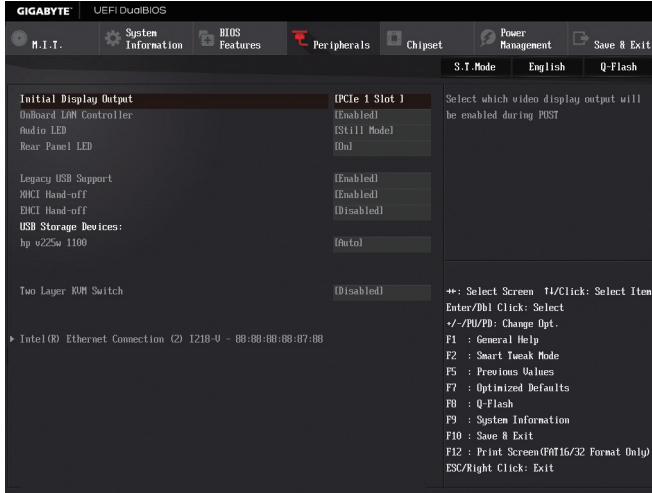 GIGABYTE™ UEFI DualBIOS
M.I.T. System Information BIOS Features Peripherals Chipset Power Management Save & Exit
S.T.Mode English Q-Flash
Initial Display Output [PCIe 1 Slot ]
OnBoard LAN Controller [Enabled]
Audio LED [Still Mode]
Rear Panel LED [On]
Legacy USB Support [Enabled]
XHCI Hand-off [Enabled]
EHCI Hand-off [Disabled]
USB Storage Devices:
hp v225w 1100 [Auto]
Two Layer KVM Switch [Disabled]
Intel(R) Ethernet Connection (2) I218-V - 88:88:88:88:87:88
Select which video display output will
be enabled during POST
→←: Select Screen ↑↓/Click: Select Item
Enter/Dbl Click: Select
+/-/PU/PD: Change Opt.
F1 : General Help
F2 : Smart Tweak Mode
F5 : Previous Values
F7 : Optimized Defaults
F8 : Q-Flash
F9 : System Information
F10 : Save & Exit
F12 : Print Screen(FAT16/32 Format Only)
ESC/Right Click: Exit